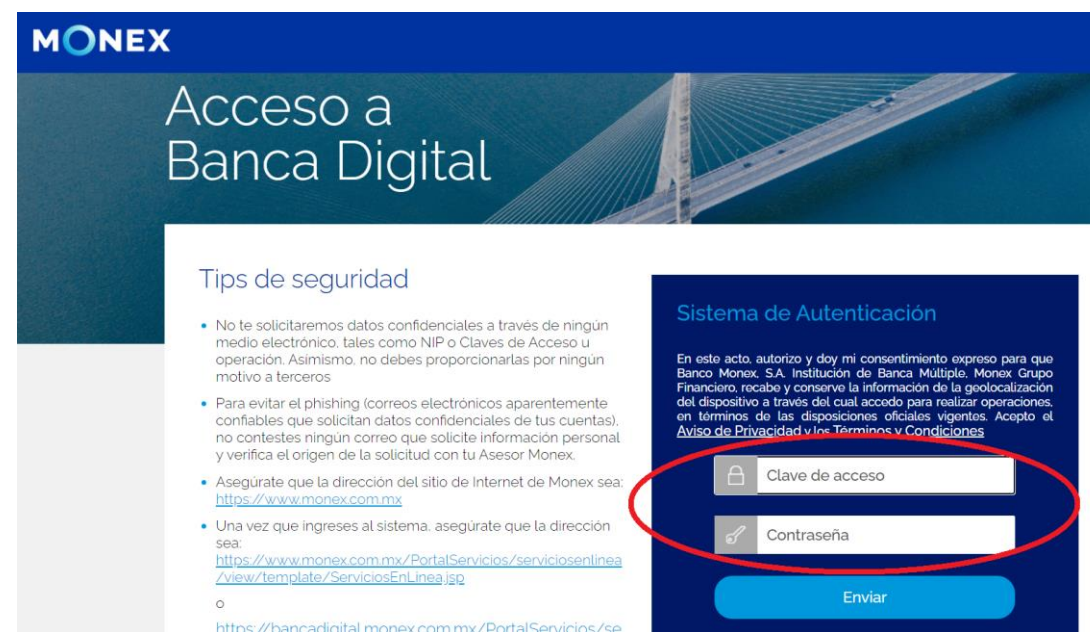 MONEX
Acceso a
Banca Digital
Tips de seguridad
No te solicitaremos datos confidenciales a través de ningún
medio electrónico, tales como NIP o Claves de Acceso u
operación. Asimismo, no debes proporcionarlas por ningún
motivo a terceros
Para evitar el phishing (correos electrónicos aparentemente
confiables que solicitan datos confidenciales de tus cuentas),
no contestes ningún correo que solicite información personal
y verifica el origen de la solicitud con tu Asesor Monex.
Asegúrate que la dirección del sitio de Internet de Monex sea:
https://www.monex.com.mx
Una vez que ingreses al sistema, asegúrate que la dirección
sea:
https://www.monex.com.mx/PortalServicios/serviciosenlinea
/view/template/ServiciosEnLinea.jsp
o
https://bancadigital.monex.com.mx/PortalServicios/se
Sistema de Autenticación
En este acto, autorizo y doy mi consentimiento expreso para que
Banco Monex, S.A. Institución de Banca Múltiple, Monex Grupo
Financiero, recabe y conserve la información de la geolocalización
del dispositivo a través del cual accedo para realizar operaciones,
en términos de las disposiciones oficiales vigentes. Acepto el
Aviso de Privacidad y los Términos y Condiciones
Clave de acceso
Contraseña
Enviar